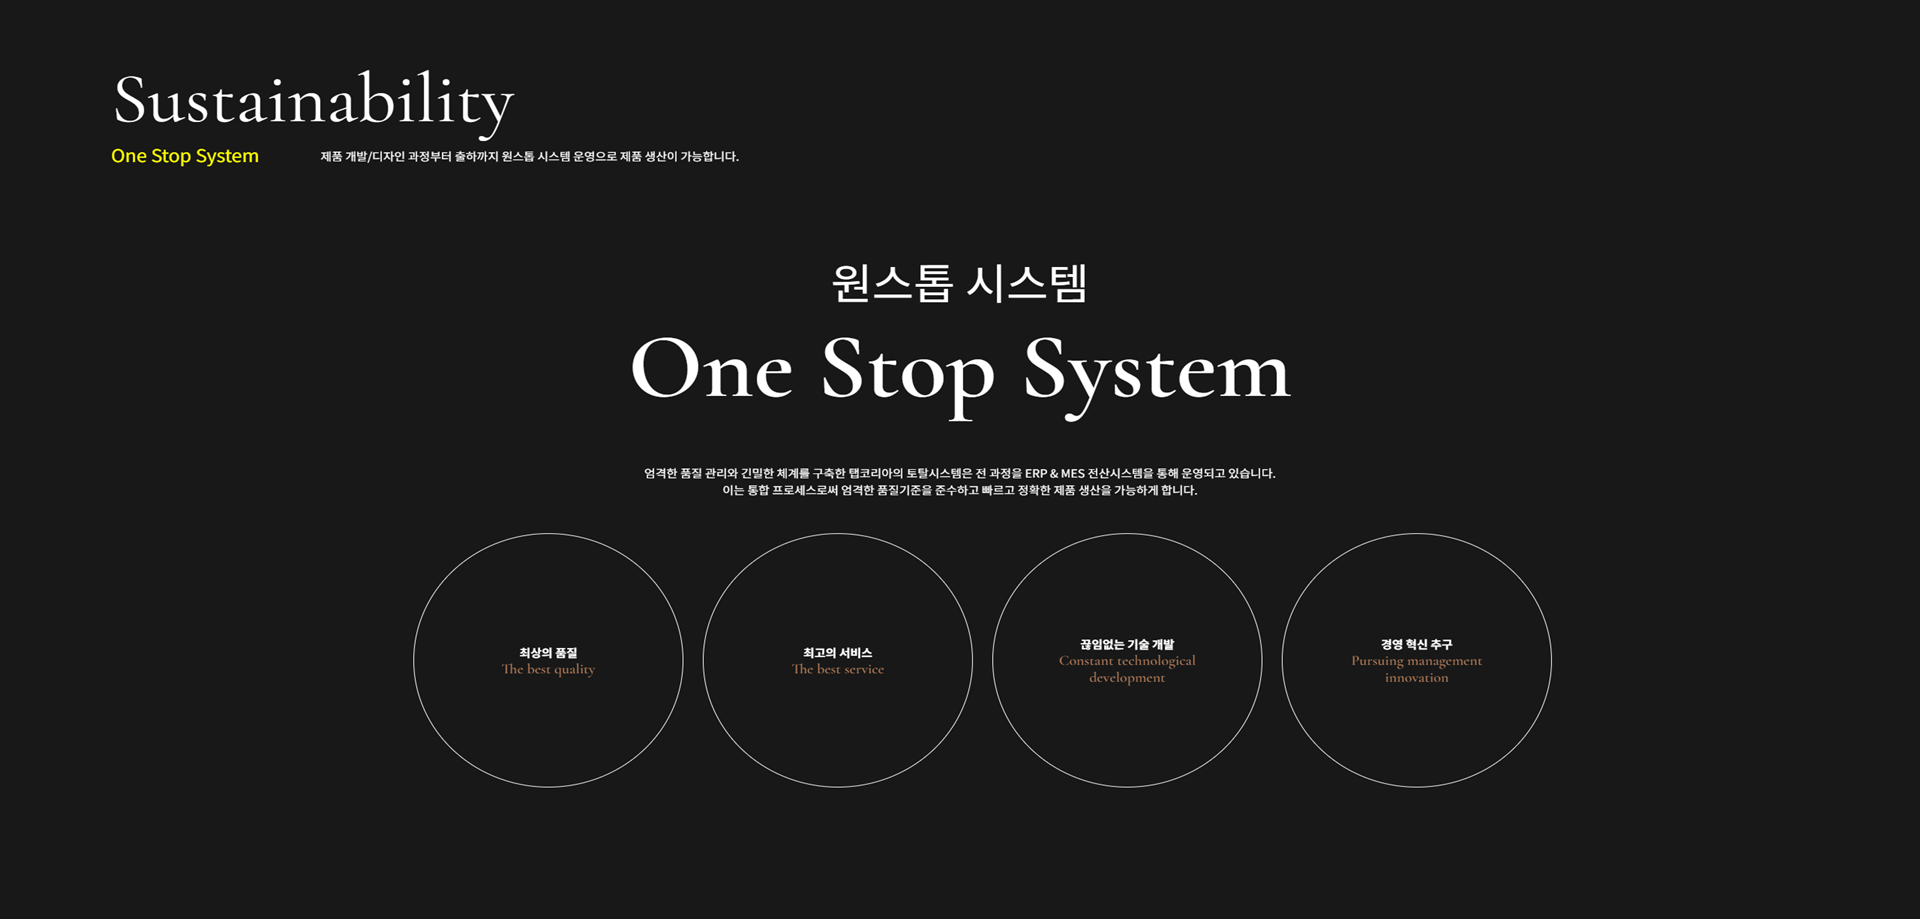 Sustainability
One Stop System
제품 개발/디자인 과정부터 출하까지 원스톱 시스템 운영으로 제품 생산이 가능합니다.
원스톱 시스템
One Stop System
엄격한 품질 관리와 긴밀한 체계를 구축한 탭코리아의 토탈시스템은 전 과정을 ERP & MES 전산시스템을 통해 운영되고 있습니다.
이는 통합 프로세스로써 엄격한 품질기준을 준수하고 빠르고 정확한 제품 생산을 가능하게 합니다.
최상의 품질
The best quality
최고의 서비스
The best service
끊임없는 기술 개발
Constant technological
development
경영 혁신 추구
Pursuing management
innovation